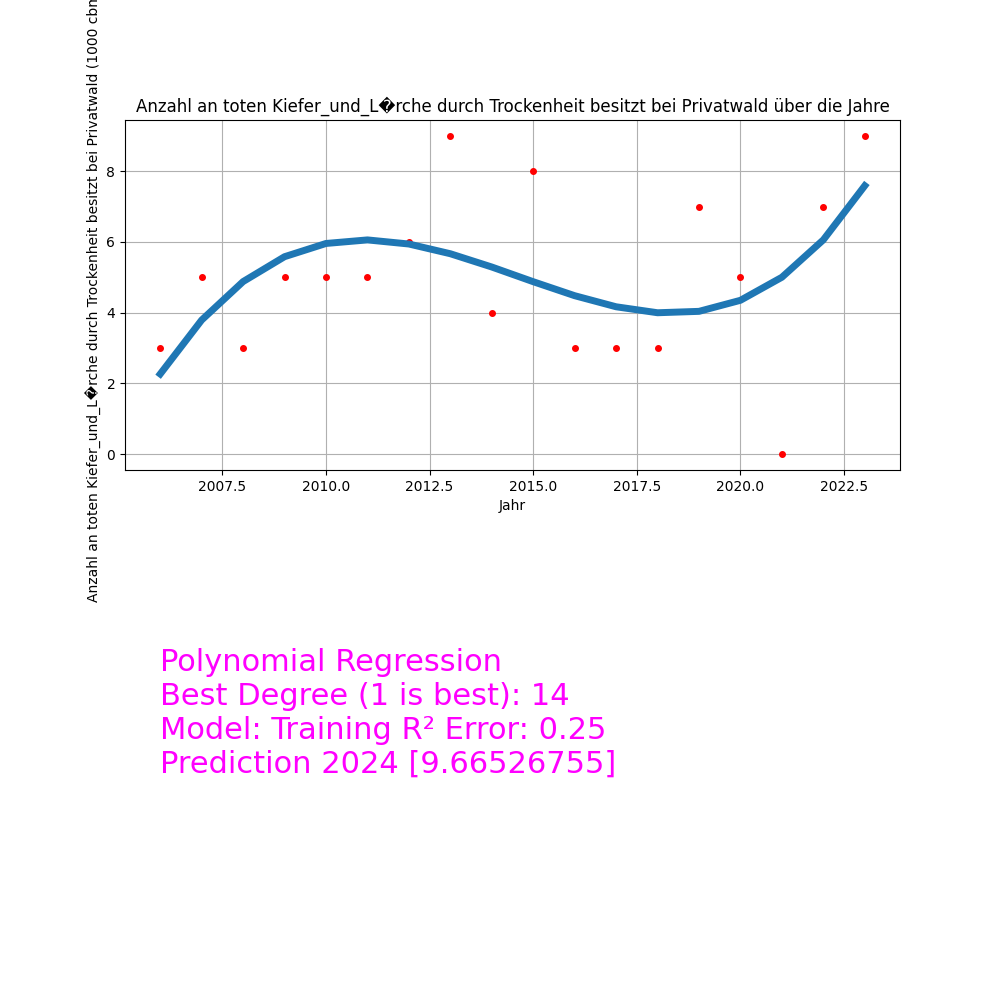 Anzahl an toten Kiefer_und_L�rche durch Trockenheit besitzt bei Privatwald über die Jahre
Anzahl an toten Kiefer_und_L�rche durch Trockenheit besitzt bei Privatwald (1000 cbm
8
6
4
2
0
2007.5 2010.0 2012.5 2015.0 2017.5 2020.0 2022.5
Jahr
Polynomial Regression
Best Degree (1 is best): 14
Model: Training R² Error: 0.25
Prediction 2024 [9.66526755]